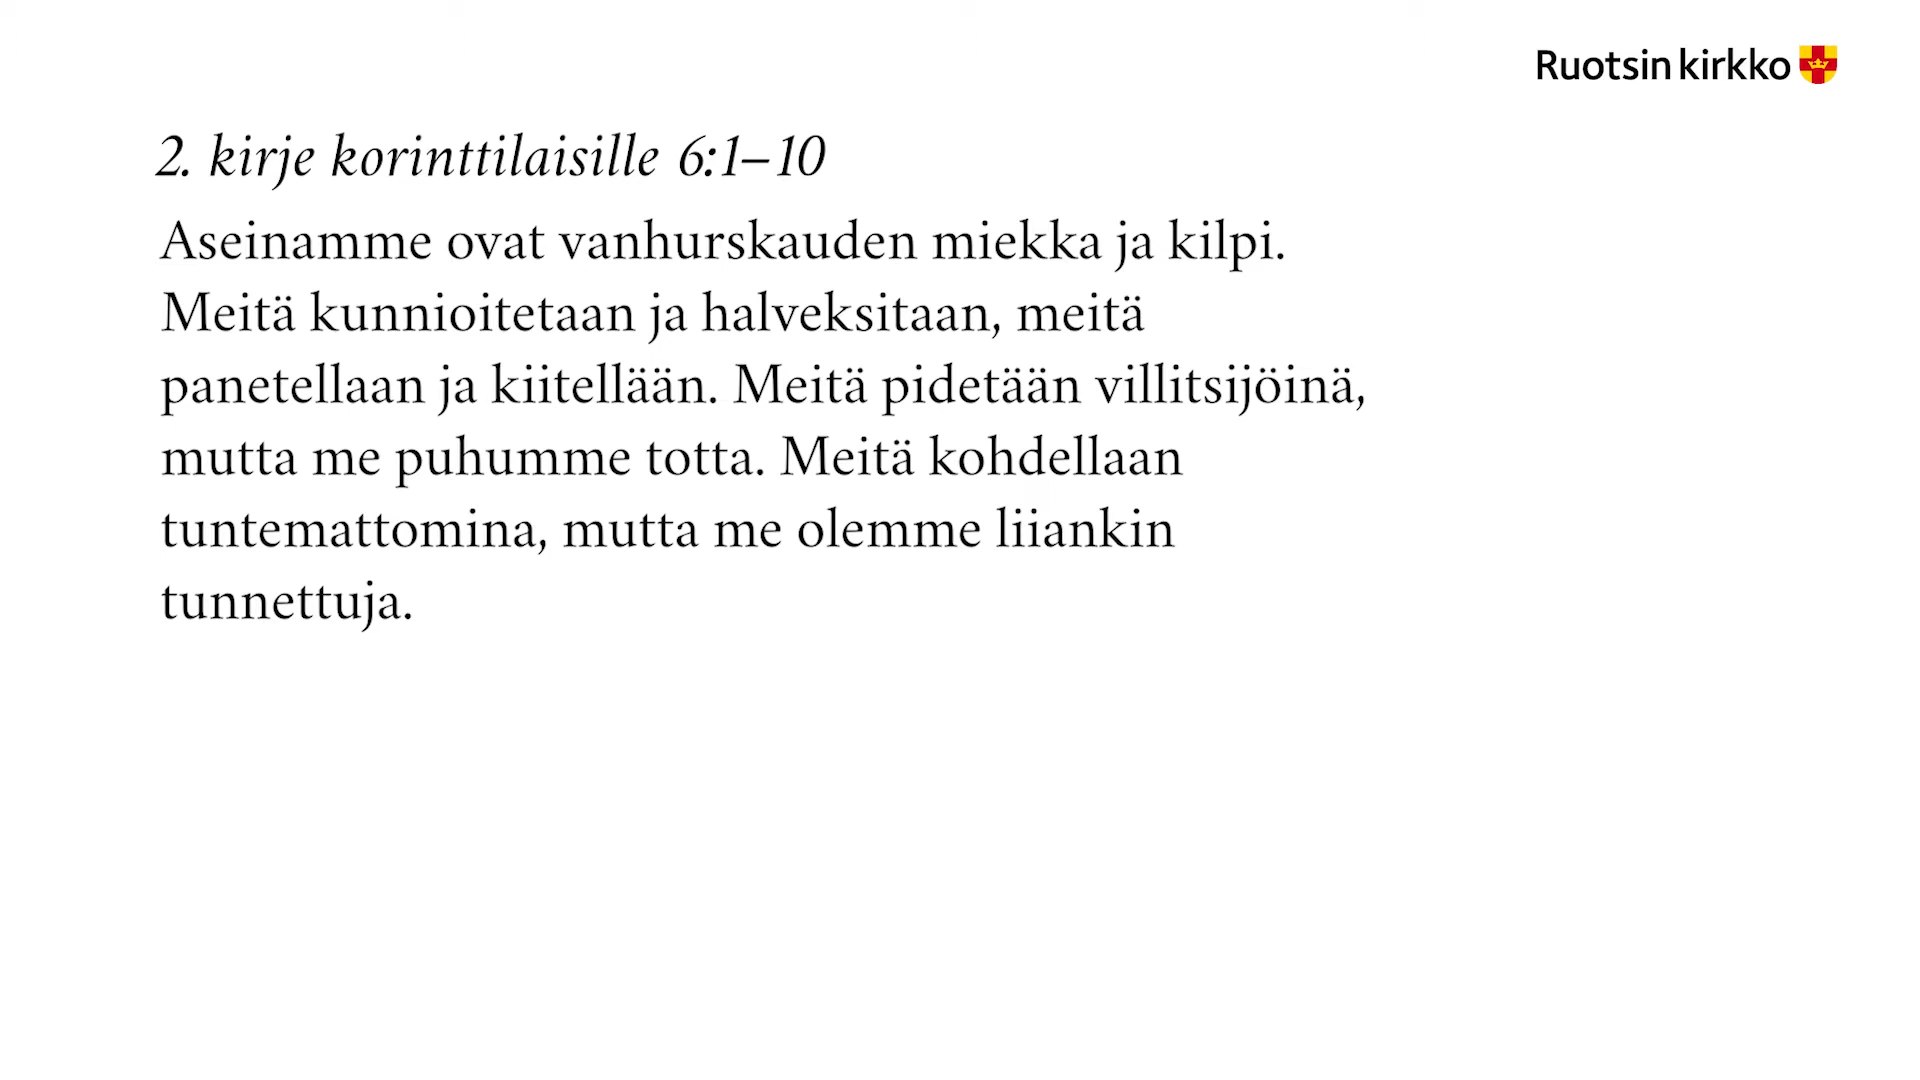 Ruotsin kirkko
2. kirje korinttilaisille 6:1–10
Aseinamme ovat vanhurskauden miekka ja kilpi.
Meitä kunnioitetaan ja halveksitaan, meitä
panetellaan ja kiitellään. Meitä pidetään villitsijöinä,
mutta me puhumme totta. Meitä kohdellaan
tuntemattomina, mutta me olemme liiankin
tunnettuja.